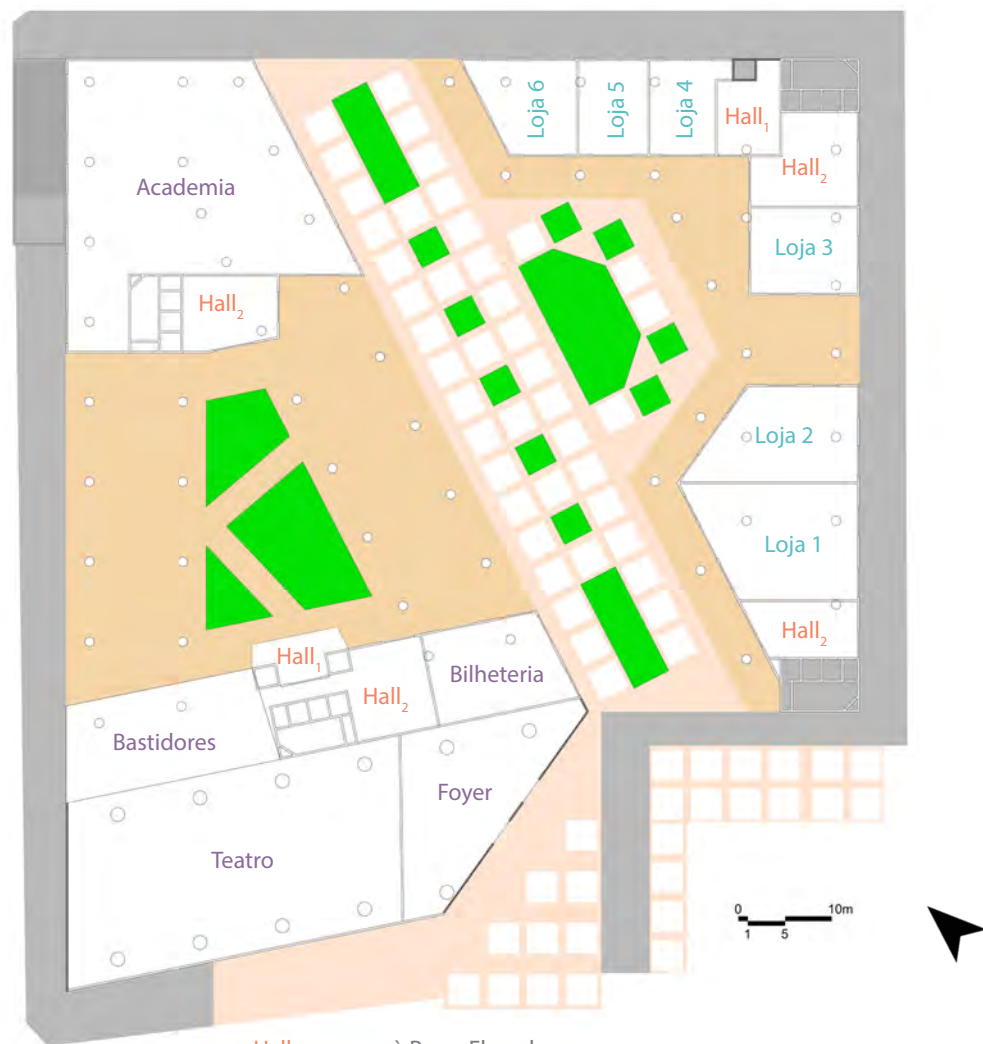 Loja 6
Loja 5
Loja 4
Hall1
Hall2
Academia
Loja 3
Hall2
Loja 2
Loja 1
Hall2
Hall1
Bilheteria
Hall2
Bastidores
Foyer
Teatro
0 10m
1 5